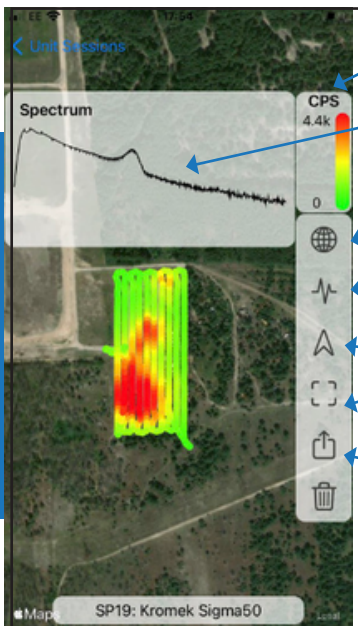 EE 17:54
Unit Sessions
Spectrum
CPS
4.4k
0
Maps
SP19: Kromek Sigma50
Legal